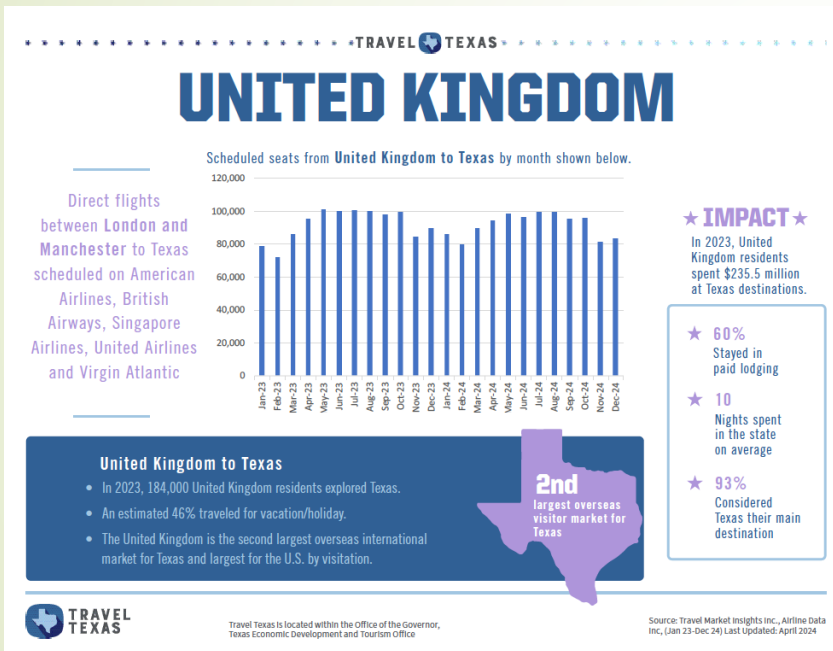 TRAVEL TEXAS
UNITED KINGDOM
Direct flights
between London and
Manchester to Texas
scheduled on American
Airlines, British
Airways, Singapore
Airlines, United Airlines
and Virgin Atlantic
Scheduled seats from United Kingdom to Texas by month shown below.
120,000
100,000
80,000
60,000
40,000
20,000
0
Jan-23
Feb-23
Mar-23
Apr-23
May-23
Jun-23
Jul-23
Aug-23
Sep-23
Oct-23
Nov-23
Dec-23
Jan-24
Feb-24
Mar-24
Apr-24
May-24
Jun-24
Jul-24
Aug-24
Sep-24
Oct-24
Nov-24
Dec-24
IMPACT
In 2023, United
Kingdom residents
spent $235.5 million
at Texas destinations.
60%
Stayed in
paid lodging
10
Nights spent
in the state
on average
93%
Considered
Texas their main
destination
United Kingdom to Texas
• In 2023, 184,000 United Kingdom residents explored Texas.
• An estimated 46% traveled for vacation/holiday.
• The United Kingdom is the second largest overseas international
market for Texas and largest for the U.S. by visitation.
2nd
largest overseas
visitor market for
Texas
TRAVEL
TEXAS
Travel Texas is located within the Office of the Governor,
Texas Economic Development and Tourism Office
Source: Travel Market Insights Inc., Airline Data
Inc, (Jan 23-Dec 24) Last Updated: April 2024